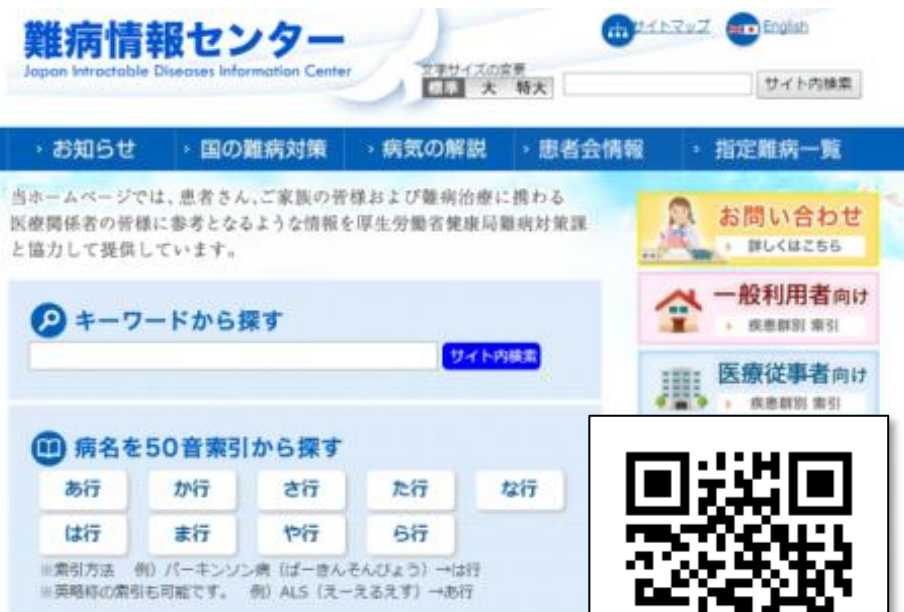 難病情報センター
Japan Intractable Diseases Information Center
サイトマップ English
文字サイズの変更
標準 大 特大 サイト内検索
お知らせ 国の難病対策 病気の解説 患者会情報 指定難病一覧
当ホームページでは、患者さん、ご家族の皆様および難病治療に携わる
医療関係者の皆様に参考となるような情報を厚生労働省健康局難病対策課
と協力して提供しています。
お問い合わせ
詳しくはこちら
一般利用者向け
疾患群別 索引
医療従事者向け
疾患群別 索引
キーワードから探す
サイト内検索
病名を50音索引から探す
あ行 か行 さ行 た行 な行
は行 ま行 や行 ら行
※索引方法 例）パーキンソン病（ぱーきんそんびょう）→は行
※英略称の索引も可能です。 例）ALS（えーえるえす）→あ行